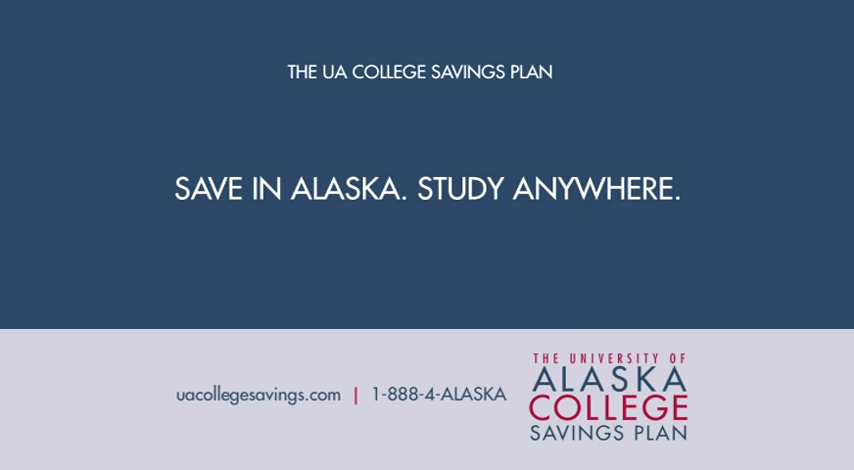 THE UA COLLEGE SAVINGS PLAN
SAVE IN ALASKA. STUDY ANYWHERE.
uacollegesavings.com | 1-888-4-ALASKA
THE UNIVERSITY OF
ALASKA
COLLEGE
SAVINGS PLAN